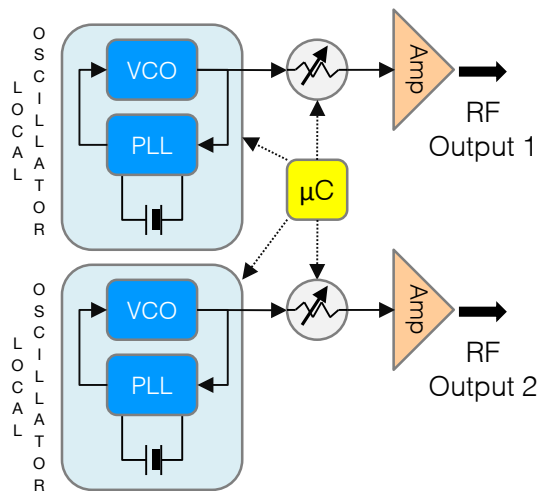 LOCAL
OSCILLATOR
VCO
PLL
Amp
RF
Output 1
µC
LOCAL
OSCILLATOR
VCO
PLL
Amp
RF
Output 2